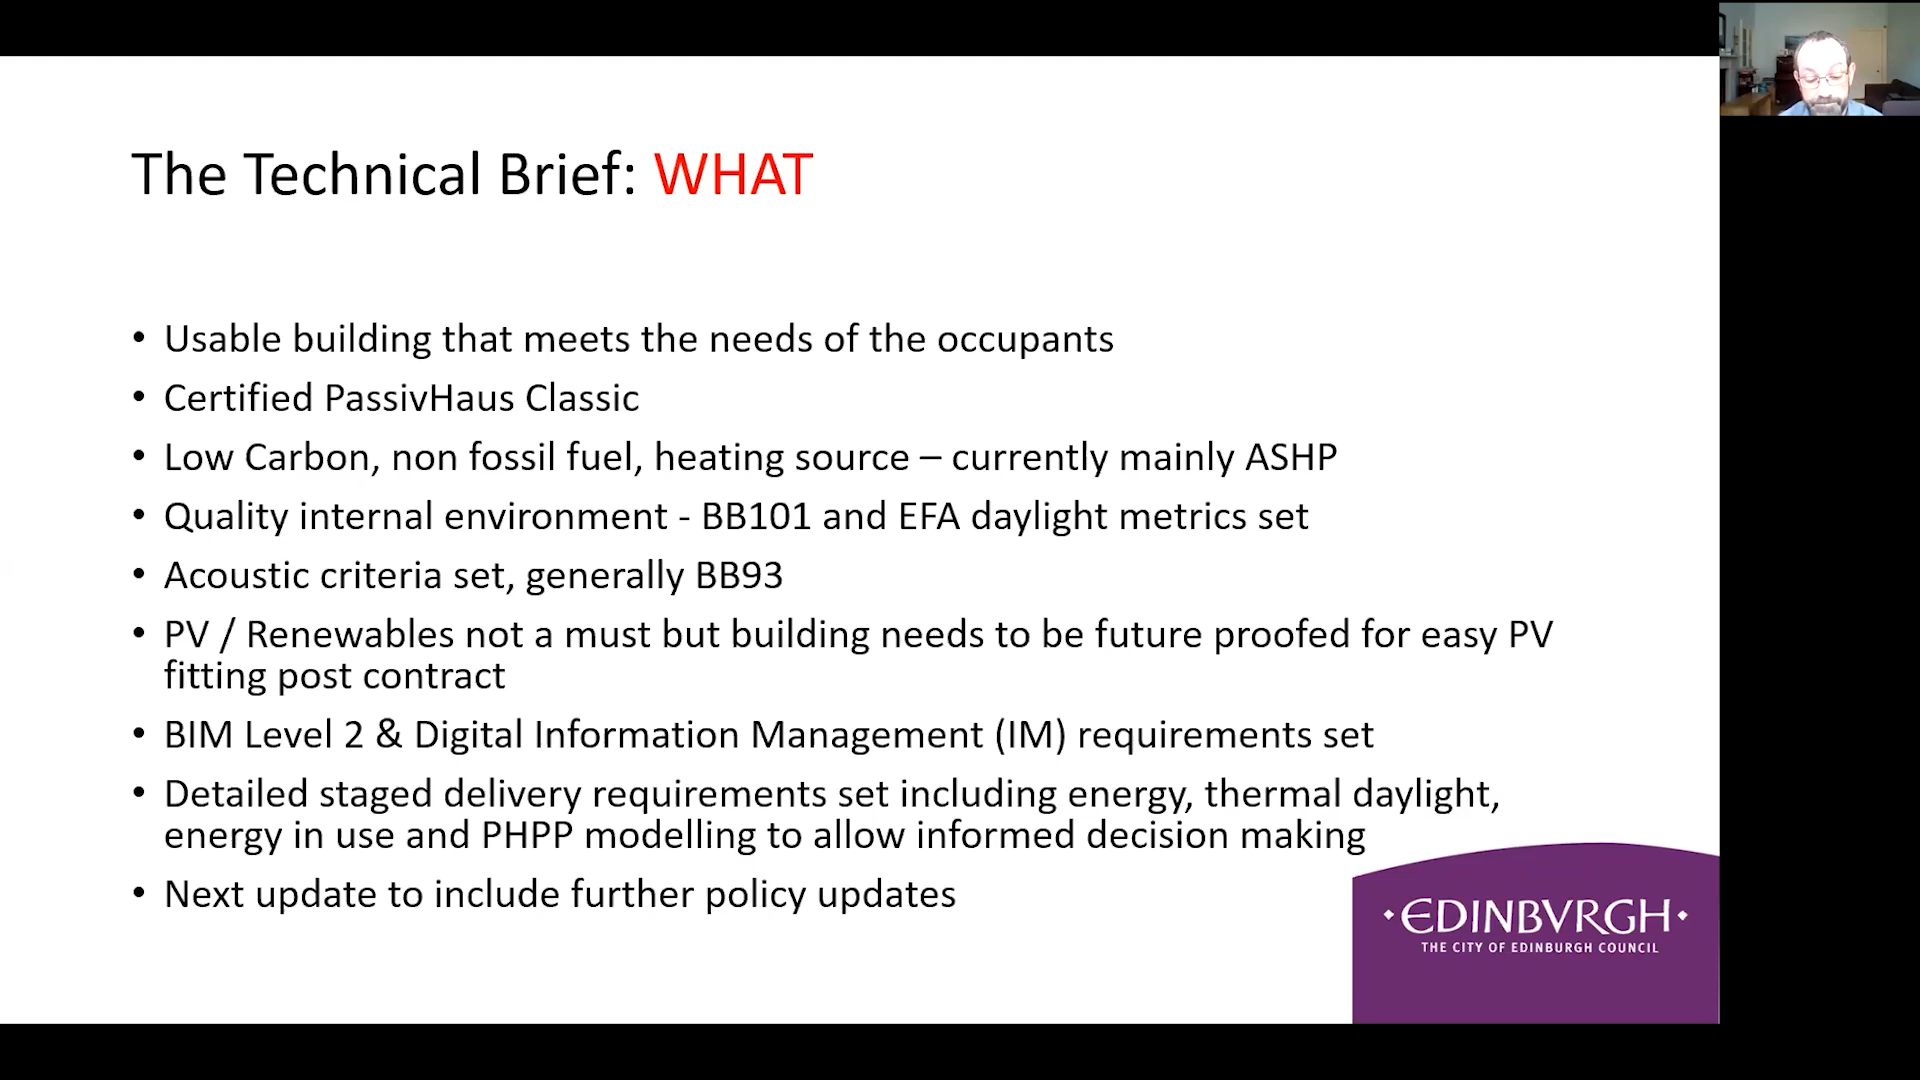 The Technical Brief: WHAT
• Usable building that meets the needs of the occupants
• Certified PassivHaus Classic
• Low Carbon, non fossil fuel, heating source – currently mainly ASHP
• Quality internal environment - BB101 and EFA daylight metrics set
• Acoustic criteria set, generally BB93
• PV / Renewables not a must but building needs to be future proofed for easy PV
fitting post contract
• BIM Level 2 & Digital Information Management (IM) requirements set
• Detailed staged delivery requirements set including energy, thermal daylight,
energy in use and PHPP modelling to allow informed decision making
• Next update to include further policy updates
·EDINBVRGH·
THE CITY OF EDINBURGH COUNCIL